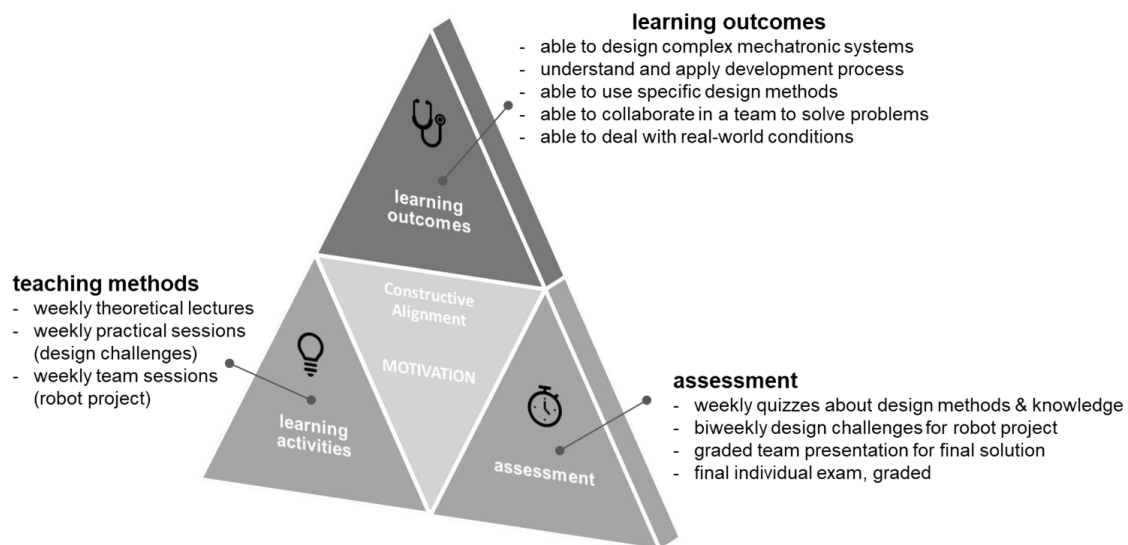 learning outcomes
- able to design complex mechatronic systems
- understand and apply development process
- able to use specific design methods
- able to collaborate in a team to solve problems
- able to deal with real-world conditions
learning
outcomes
teaching methods
- weekly theoretical lectures
- weekly practical sessions
(design challenges)
- weekly team sessions
(robot project)
Constructive
Alignment
MOTIVATION
learning
activities
assessment
assessment
- weekly quizzes about design methods & knowledge
- biweekly design challenges for robot project
- graded team presentation for final solution
- final individual exam, graded